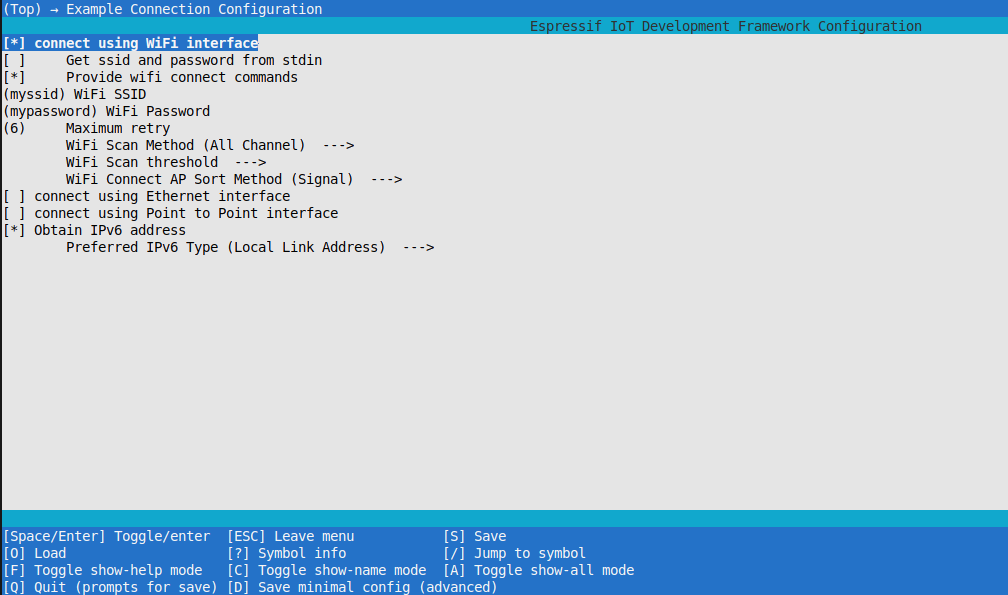 (Top) → Example Connection Configuration
Espressif IoT Development Framework Configuration
[*] connect using WiFi interface
[ ]     Get ssid and password from stdin
[*]     Provide wifi connect commands
(myssid) WiFi SSID
(mypassword) WiFi Password
(6)     Maximum retry
        WiFi Scan Method (All Channel)  --->
        WiFi Scan threshold  --->
        WiFi Connect AP Sort Method (Signal)  --->
[ ] connect using Ethernet interface
[ ] connect using Point to Point interface
[*] Obtain IPv6 address
        Preferred IPv6 Type (Local Link Address)  --->
[Space/Enter] Toggle/enter  [ESC] Leave menu           [S] Save
[O] Load                    [?] Symbol info            [/] Jump to symbol
[F] Toggle show-help mode   [C] Toggle show-name mode  [A] Toggle show-all mode
[Q] Quit (prompts for save) [D] Save minimal config (advanced)